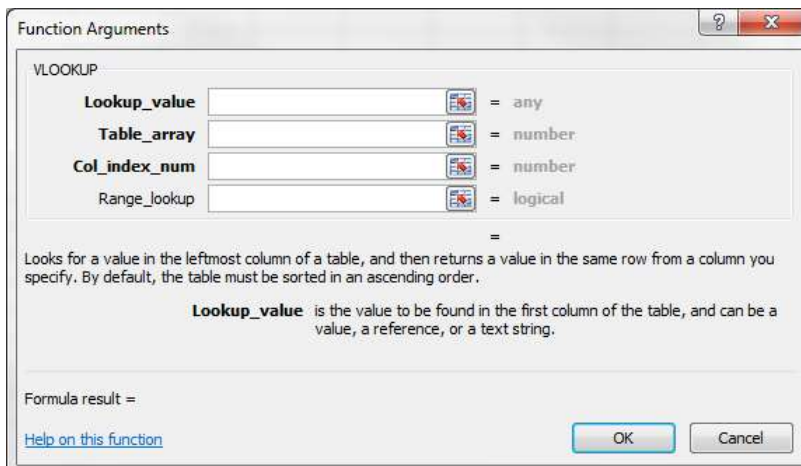 Function Arguments
VLOOKUP
Lookup_value = any
Table_array = number
Col_index_num = number
Range_lookup = logical
=
Looks for a value in the leftmost column of a table, and then returns a value in the same row from a column you
specify. By default, the table must be sorted in an ascending order.
Lookup_value is the value to be found in the first column of the table, and can be a
value, a reference, or a text string.
Formula result =
Help on this function OK Cancel